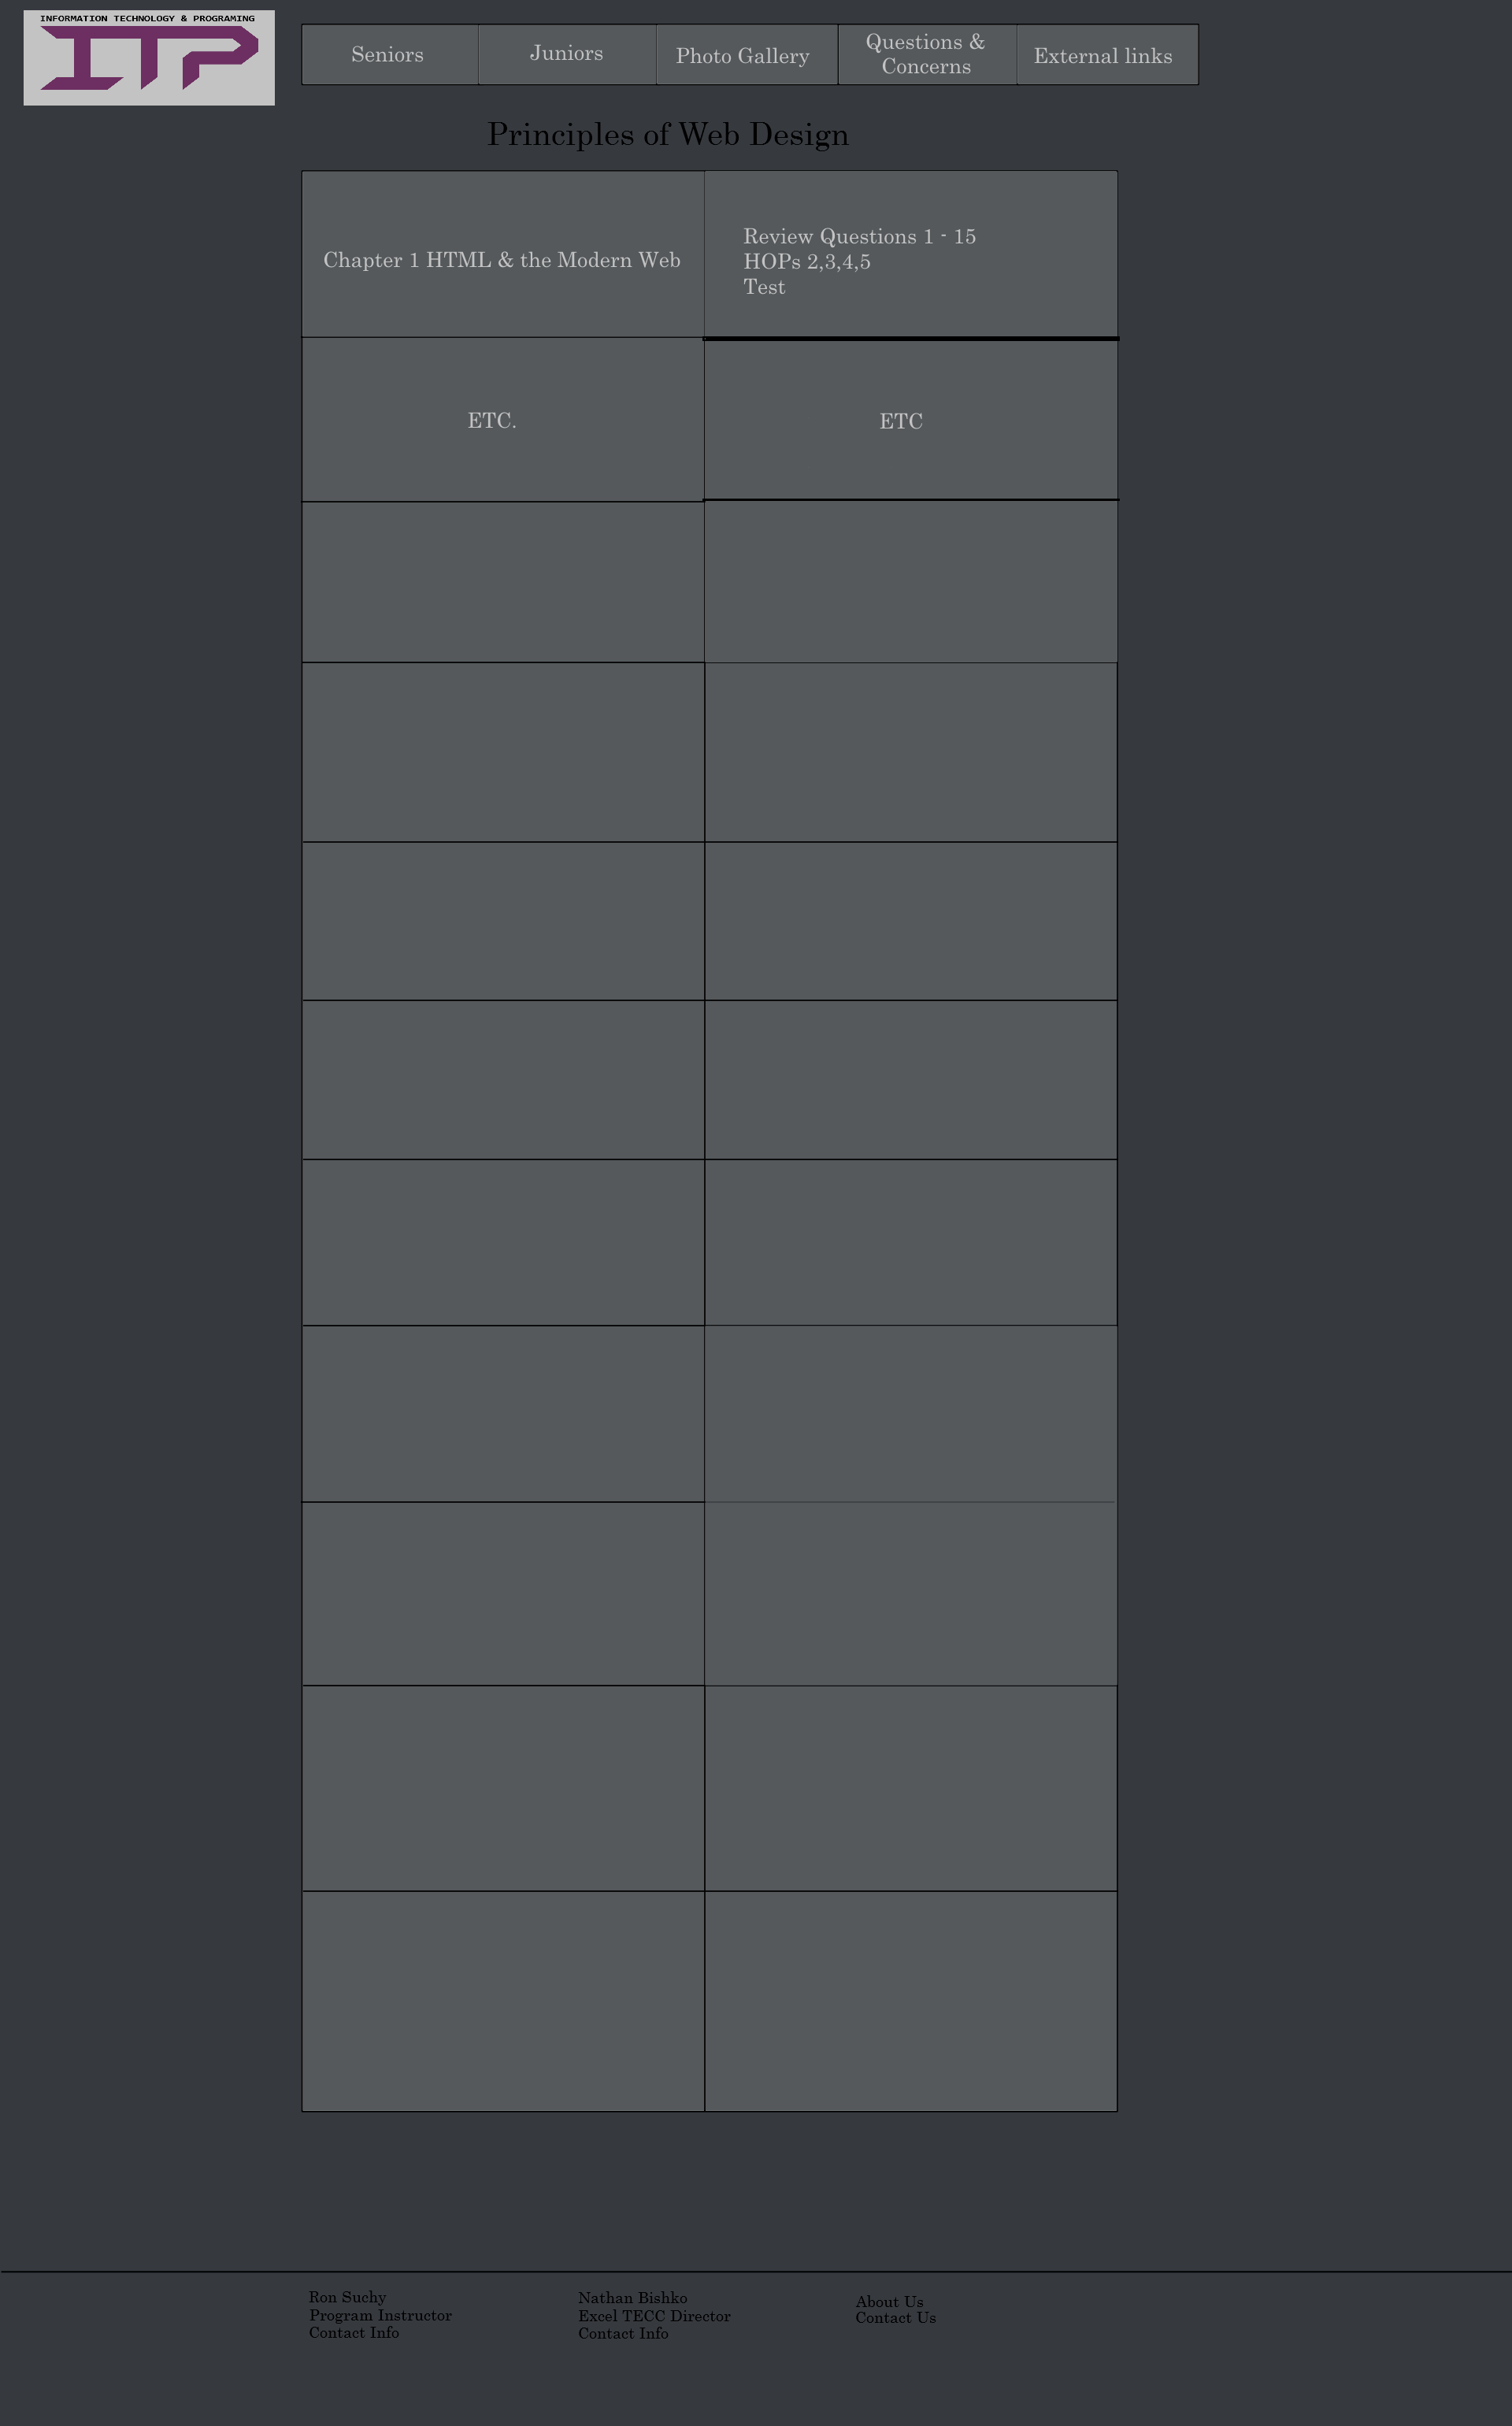 INFORMATION TECHNOLOGY & PROGRAMING
ITP
Seniors
Juniors
Photo Gallery
Questions &
Concerns
External links
Principles of Web Design
Chapter 1 HTML & the Modern Web
Review Questions 1 - 15
HOPs 2,3,4,5
Test
ETC.
ETC
Ron Suchy
Program Instructor
Contact Info
Nathan Bishko
Excel TECC Director
Contact Info
About Us
Contact Us